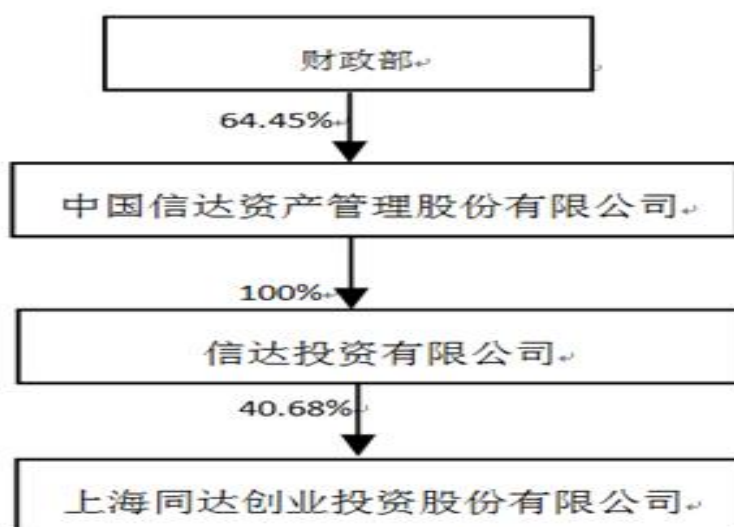 财政部
64.45%
中国信达资产管理股份有限公司
100%
信达投资有限公司
40.68%
上海同达创业投资股份有限公司